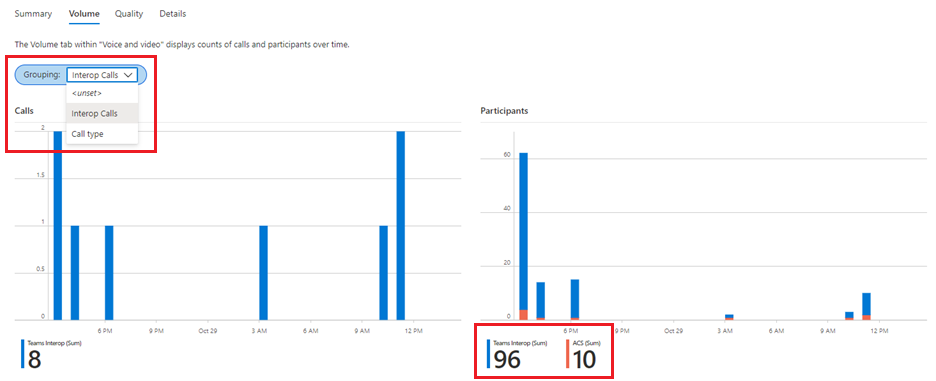 Summary Volume Quality Details
The Volume tab within "Voice and video" displays counts of calls and participants over time.
Grouping: Interop Calls
<unset>
Interop Calls
Call type
Calls
2
1.5
1
0.5
0
6 PM 9 PM Oct 29 3 AM 6 AM 9 AM 12 PM
Teams Interop (Sum)
8
Participants
60
40
20
0
6 PM 9 PM Oct 29 3 AM 6 AM 9 AM 12 PM
Teams Interop (Sum) ACS (Sum)
96 10